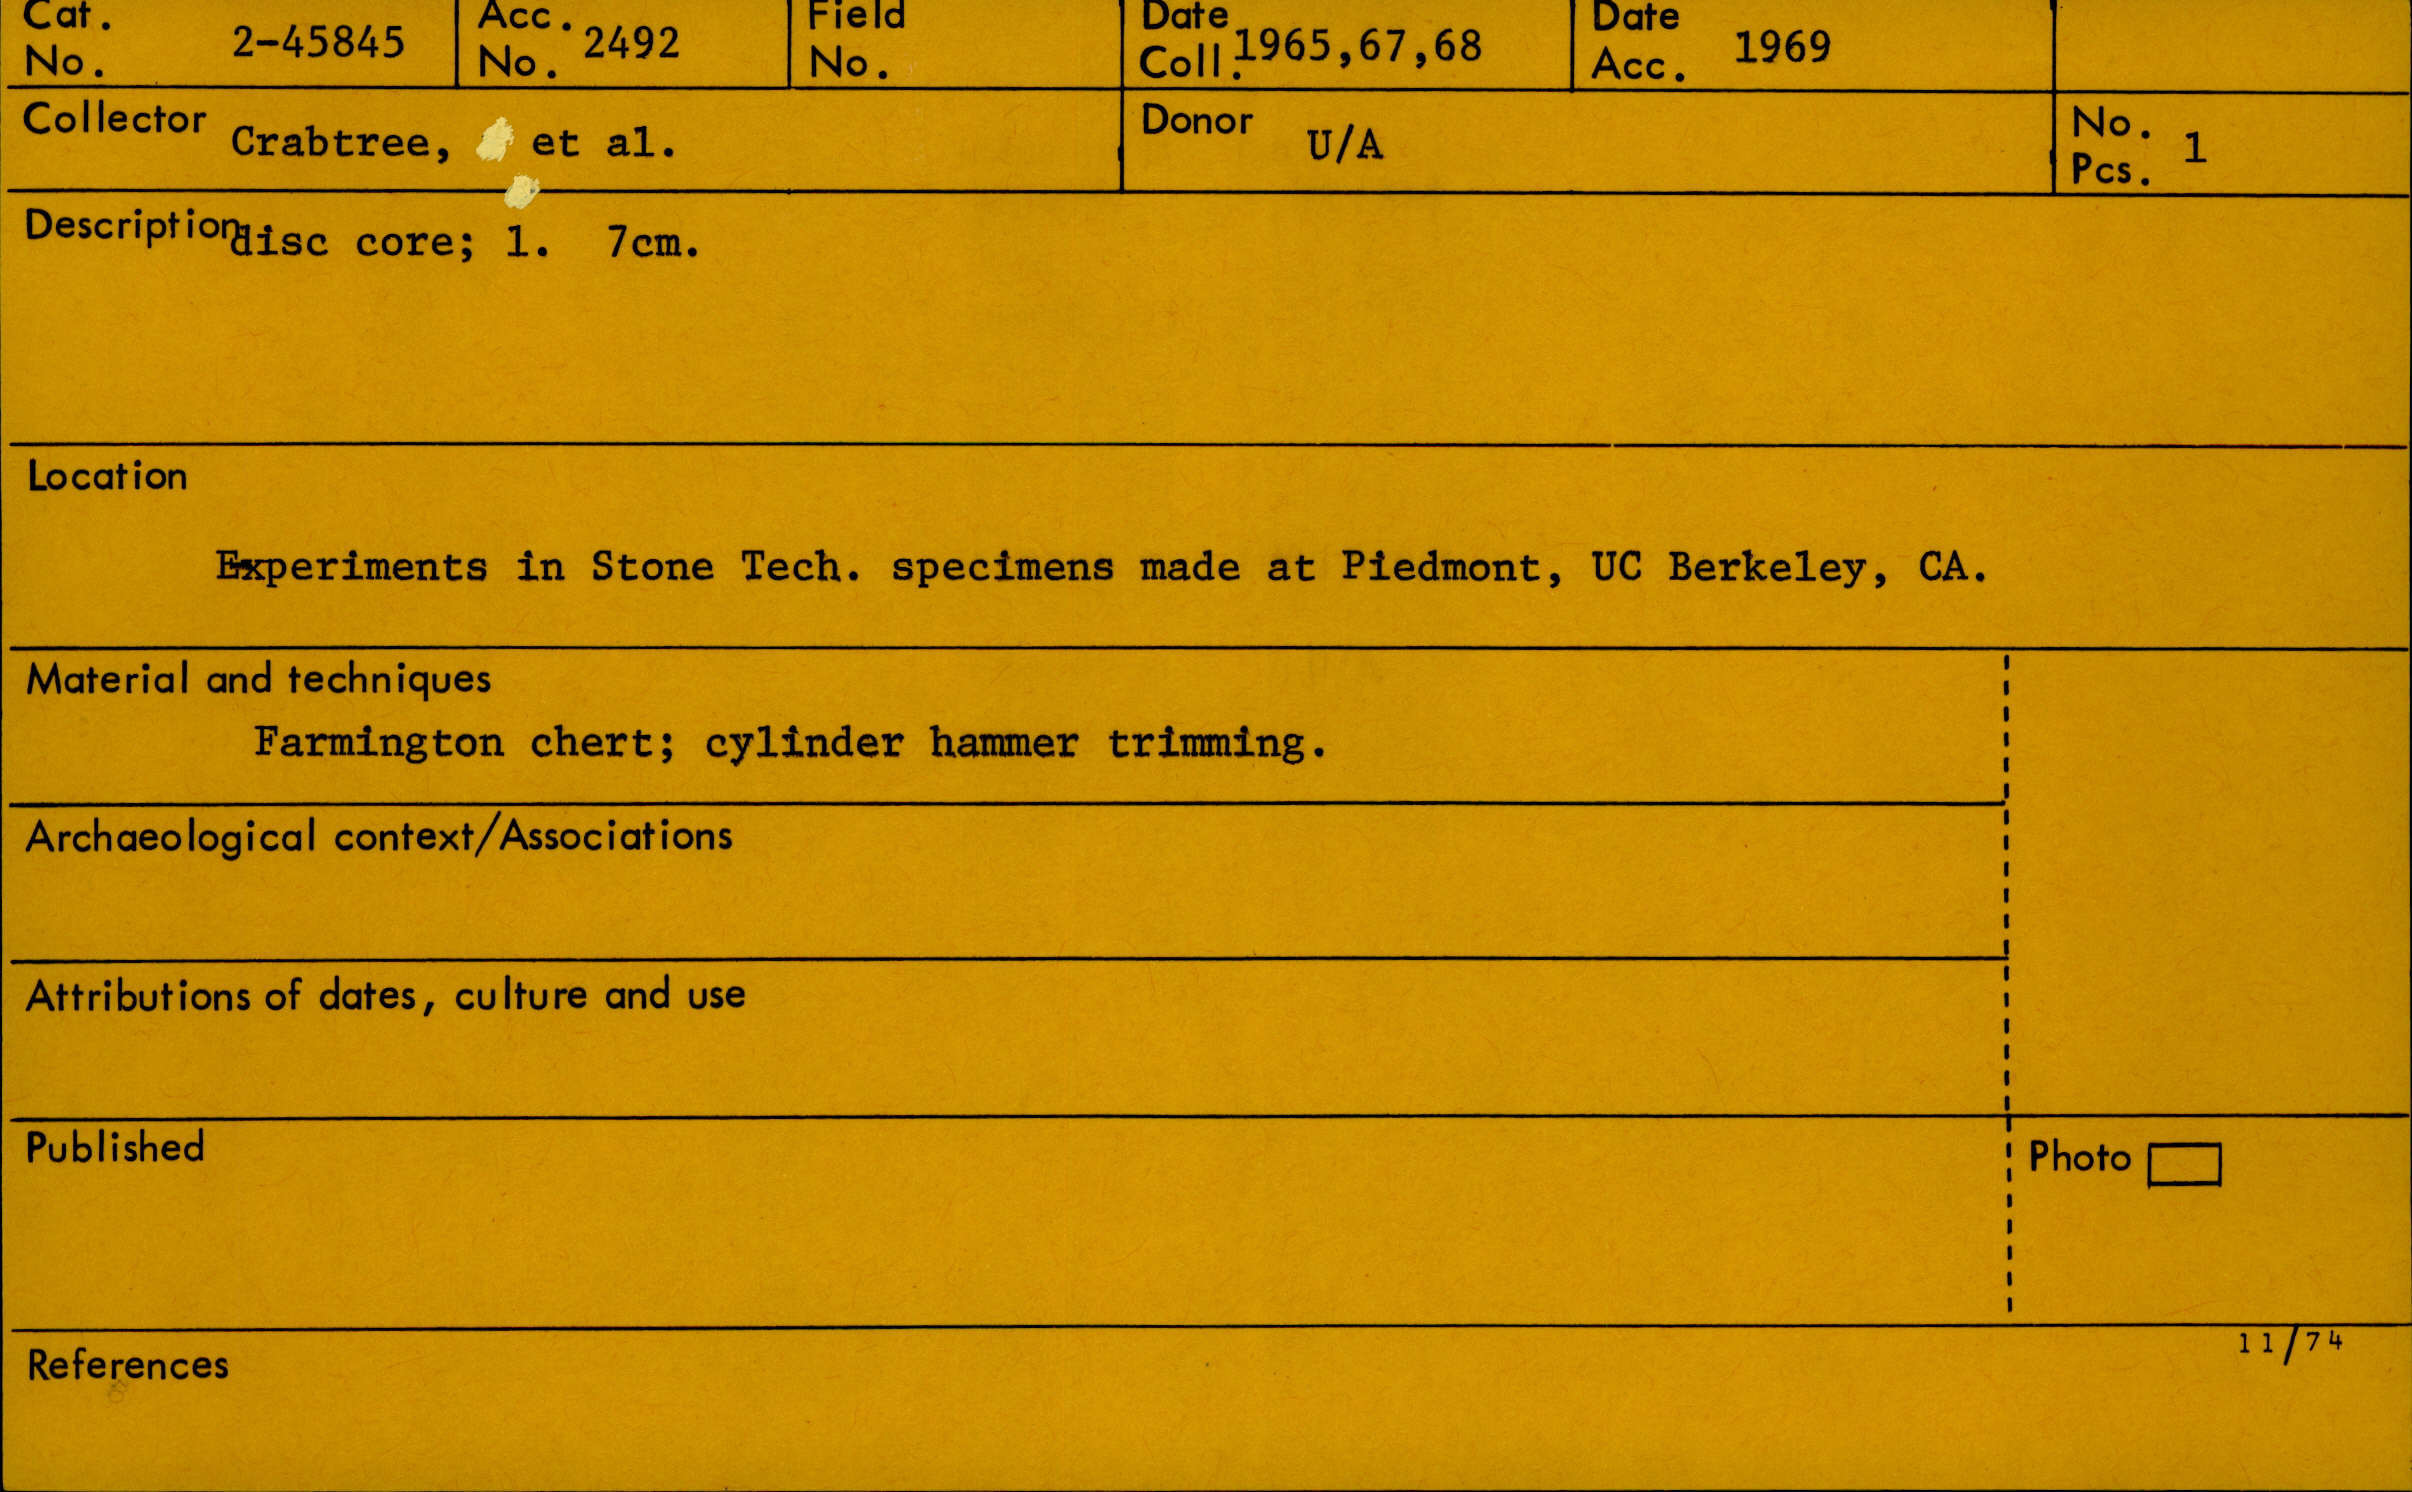 Cat. No. 2-45845 Acc. No. 2492 Field No. Date Coll. 1965,67,68 Date Acc. 1969
Collector Crabtree, et al. Donor U/A No. Pcs. 1
Description disc core; l. 7cm.
Location
Experiments in Stone Tech. specimens made at Piedmont, UC Berkeley, CA.
Material and techniques
Farmington chert; cylinder hammer trimming.
Archaeological context/Associations
Attributions of dates, culture and use
Published Photo
11/74
References